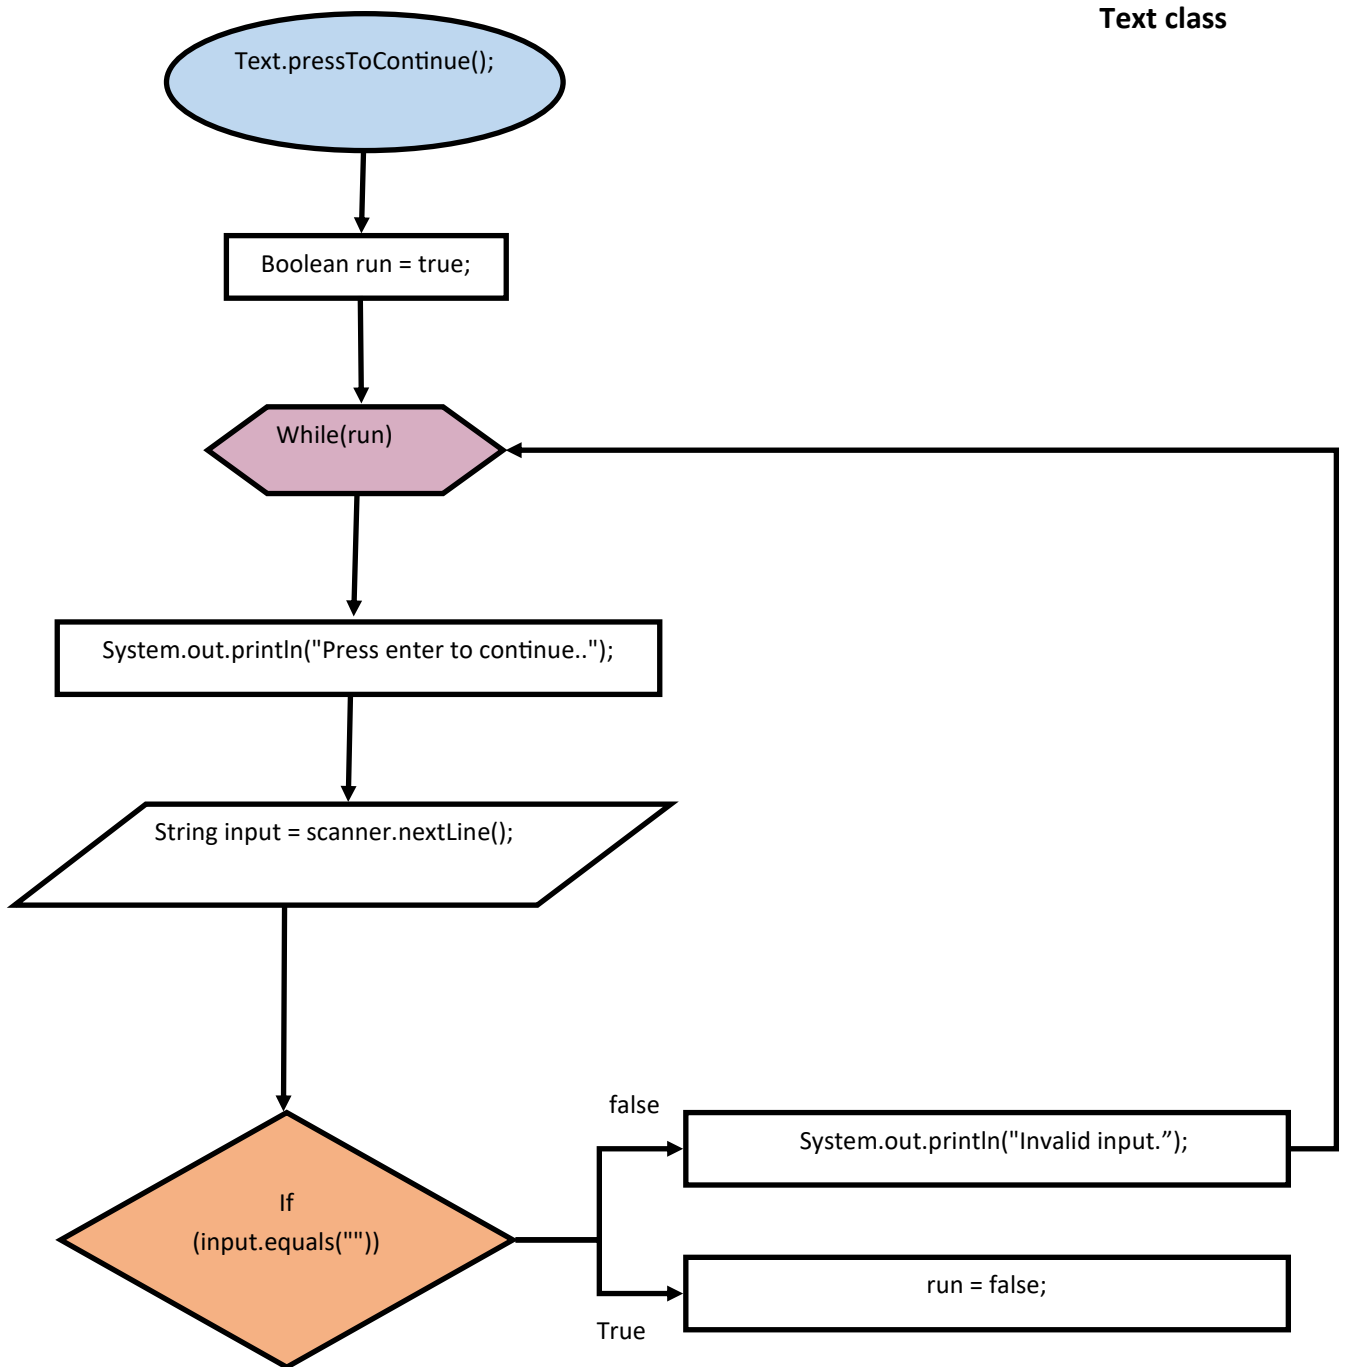 Text class
Text.pressToContinue();
Boolean run = true;
While(run)
System.out.println("Press enter to continue..");
String input = scanner.nextLine();
If
(input.equals(""))
false
System.out.println("Invalid input.”);
True
run = false;